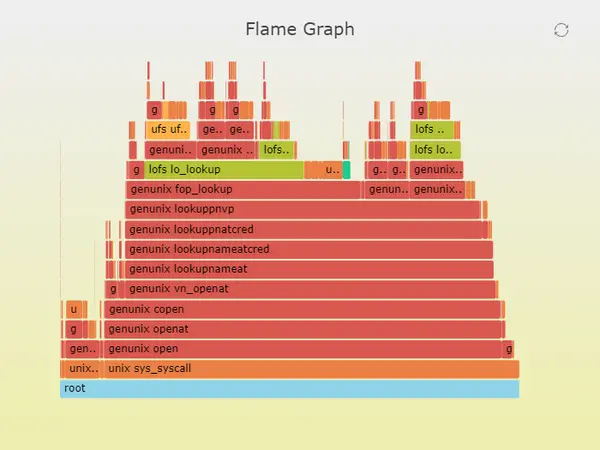 Flame Graph
g g g
ufs uf.. ge.. ge.. lofs ..
genuni.. genunix .. lofs.. lofs lo..
g lofs lo_lookup u.. g.. g.. genunix..
genunix fop_lookup genun.. genunix..
genunix lookuppnvp
genunix lookuppnatcred
genunix lookupnameatcred
genunix lookupnameat
g genunix vn_openat
u genunix copen
g genunix openat
gen.. genunix open g
unix.. unix sys_syscall
root